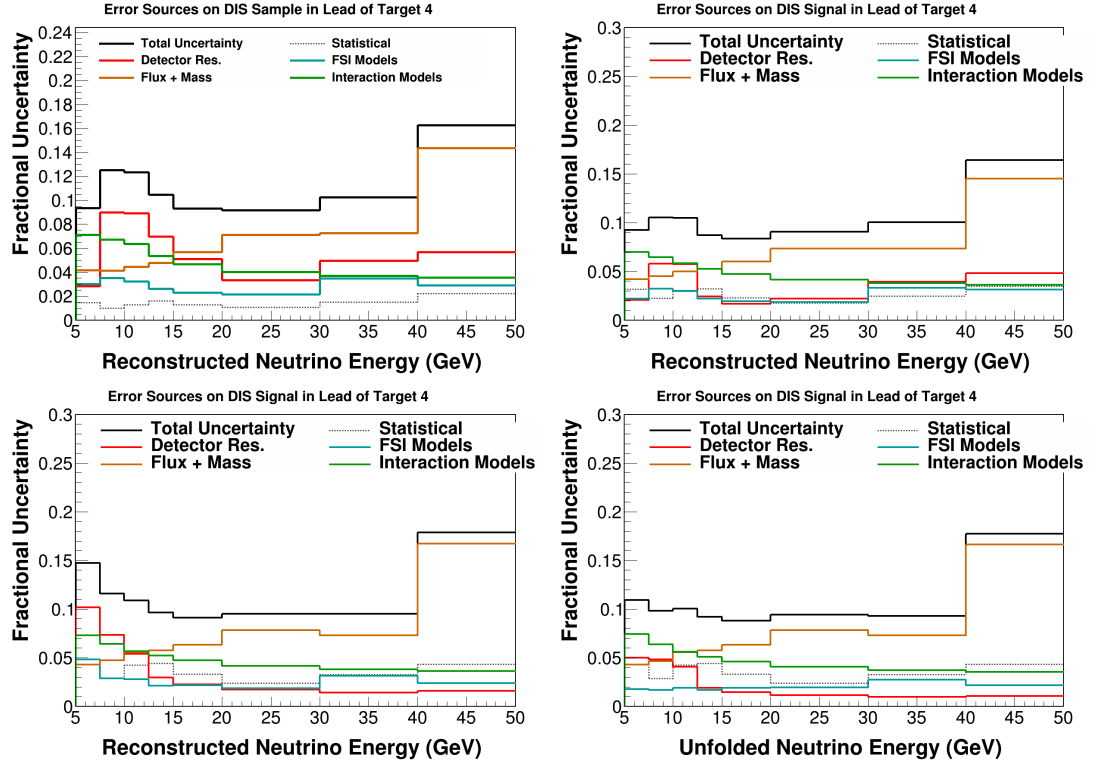 Error Sources on DIS Sample in Lead of Target 4
Fractional Uncertainty
0.24
0.22
0.2
0.18
0.16
0.14
0.12
0.1
0.08
0.06
0.04
0.02
0
Total Uncertainty
Detector Res.
Flux + Mass
Statistical
FSI Models
Interaction Models
5 10 15 20 25 30 35 40 45 50
Reconstructed Neutrino Energy (GeV)
Error Sources on DIS Signal in Lead of Target 4
Fractional Uncertainty
0.3
0.25
0.2
0.15
0.1
0.05
0
Total Uncertainty
Detector Res.
Flux + Mass
Statistical
FSI Models
Interaction Models
5 10 15 20 25 30 35 40 45 50
Reconstructed Neutrino Energy (GeV)
Error Sources on DIS Signal in Lead of Target 4
Fractional Uncertainty
0.3
0.25
0.2
0.15
0.1
0.05
0
Total Uncertainty
Detector Res.
Flux + Mass
Statistical
FSI Models
Interaction Models
5 10 15 20 25 30 35 40 45 50
Reconstructed Neutrino Energy (GeV)
Error Sources on DIS Signal in Lead of Target 4
Fractional Uncertainty
0.3
0.25
0.2
0.15
0.1
0.05
0
Total Uncertainty
Detector Res.
Flux + Mass
Statistical
FSI Models
Interaction Models
5 10 15 20 25 30 35 40 45 50
Unfolded Neutrino Energy (GeV)